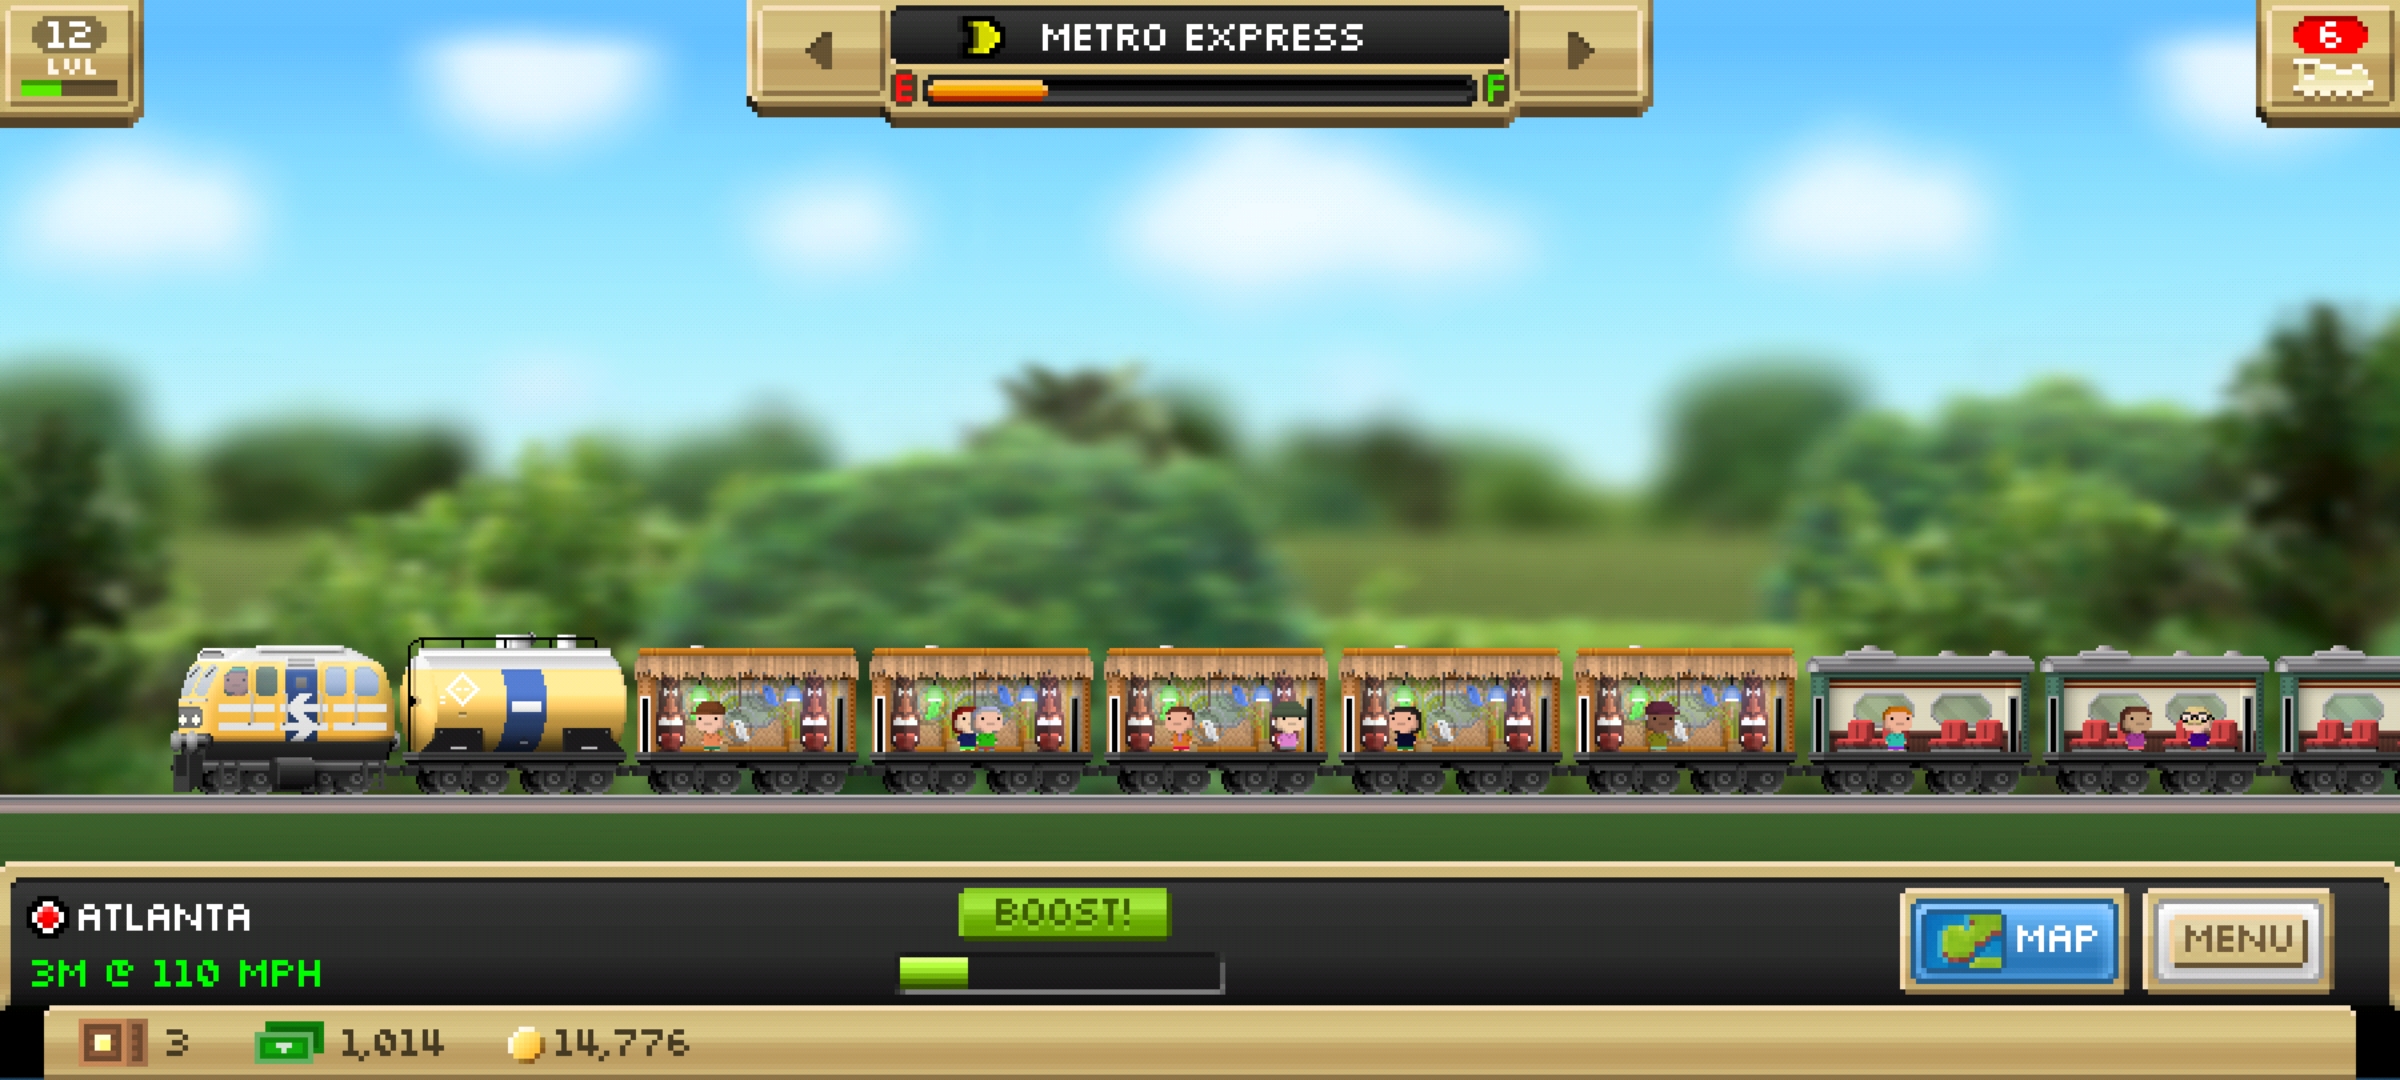 12
LVL
METRO EXPRESS
E F
6
ATLANTA
3M @ 110 MPH
BOOST!
MAP
MENU
3 1,014 14,776